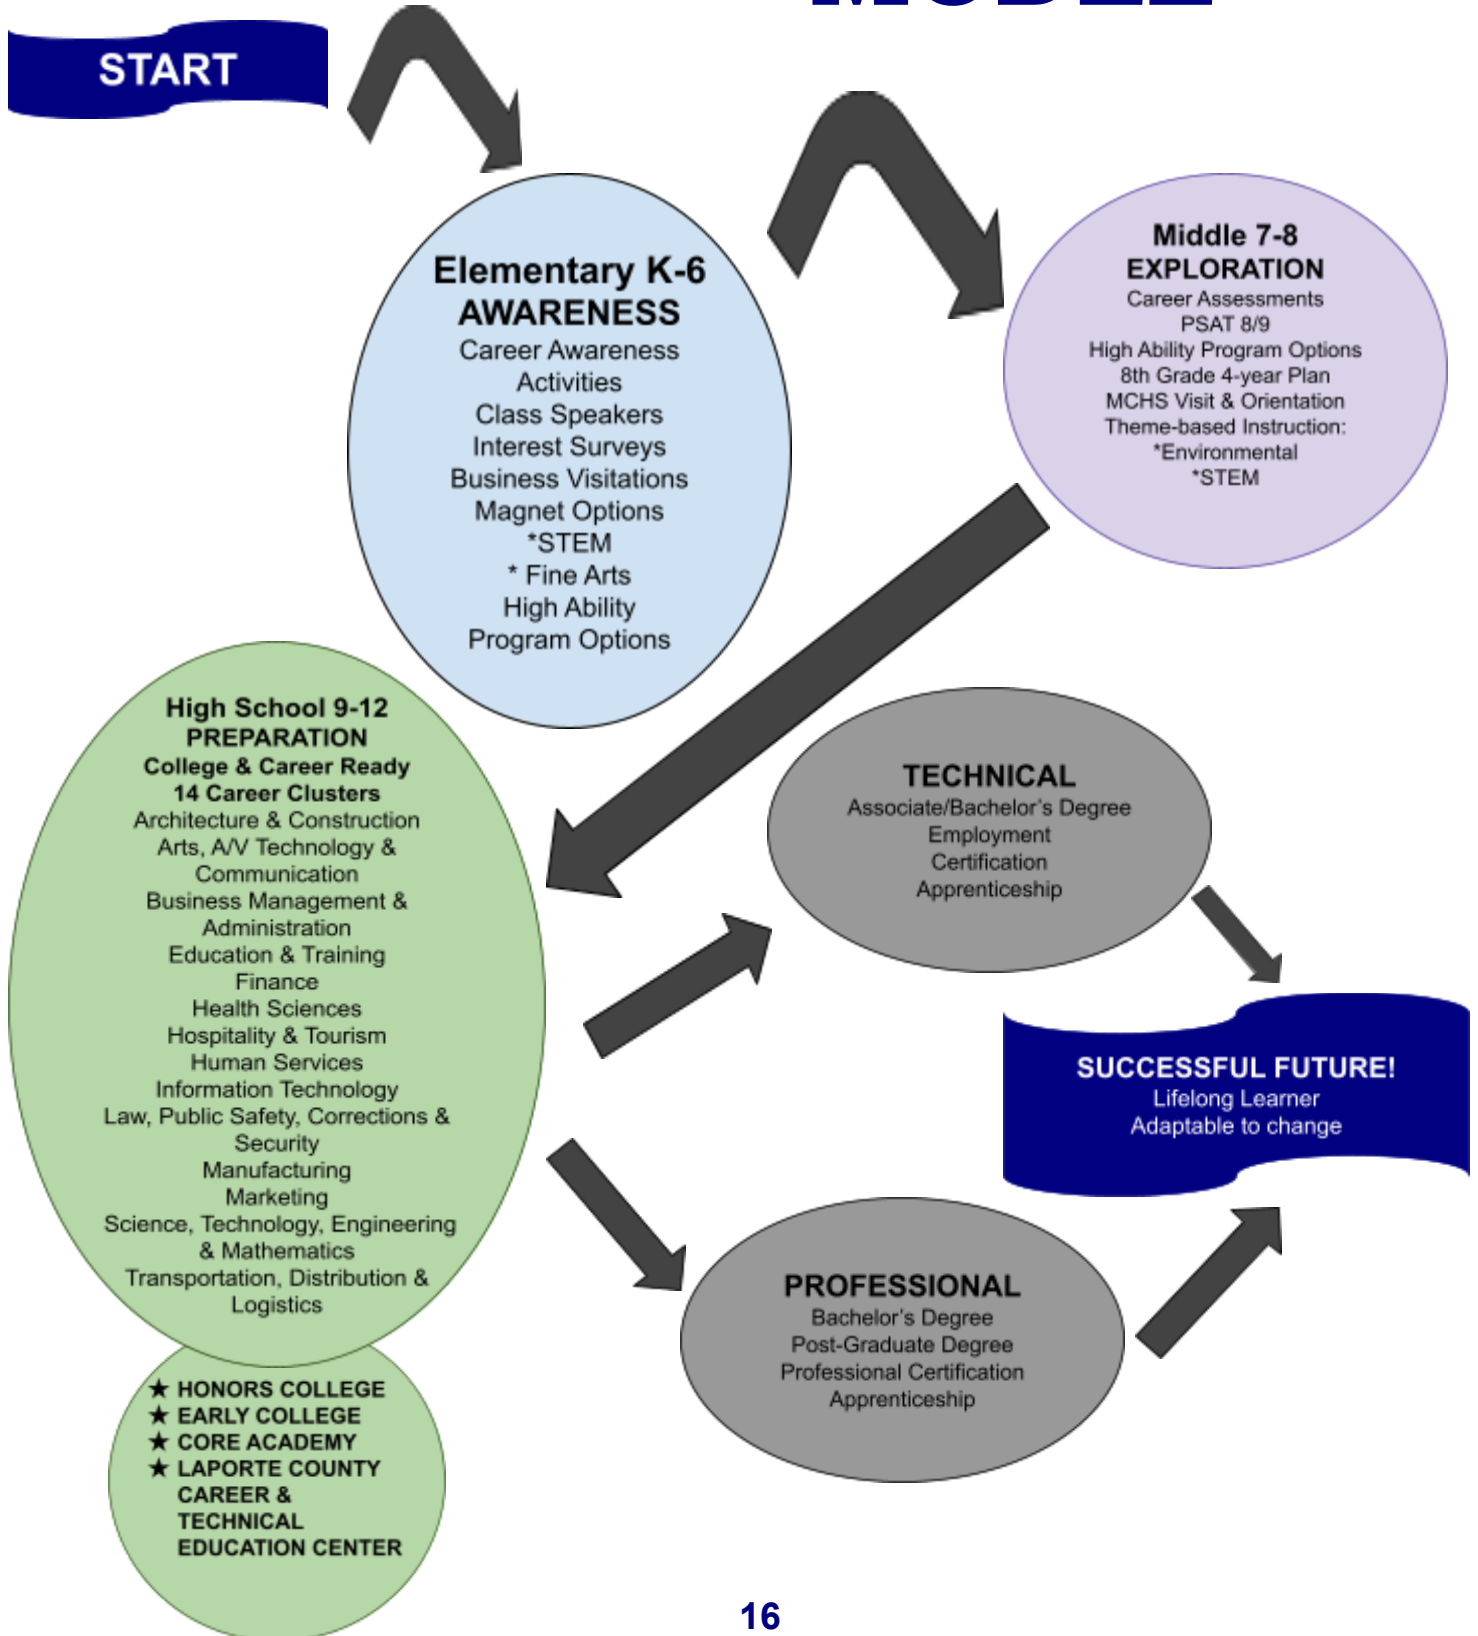 MODEL
START
Elementary K-6
AWARENESS
Career Awareness
Activities
Class Speakers
Interest Surveys
Business Visitations
Magnet Options
*STEM
* Fine Arts
High Ability
Program Options
Middle 7-8
EXPLORATION
Career Assessments
PSAT 8/9
High Ability Program Options
8th Grade 4-year Plan
MCHS Visit & Orientation
Theme-based Instruction:
*Environmental
*STEM
High School 9-12
PREPARATION
College & Career Ready
14 Career Clusters
Architecture & Construction
Arts, A/V Technology &
Communication
Business Management &
Administration
Education & Training
Finance
Health Sciences
Hospitality & Tourism
Human Services
Information Technology
Law, Public Safety, Corrections &
Security
Manufacturing
Marketing
Science, Technology, Engineering
& Mathematics
Transportation, Distribution &
Logistics
★ HONORS COLLEGE
★ EARLY COLLEGE
★ CORE ACADEMY
★ LAPORTE COUNTY
CAREER &
TECHNICAL
EDUCATION CENTER
TECHNICAL
Associate/Bachelor's Degree
Employment
Certification
Apprenticeship
PROFESSIONAL
Bachelor's Degree
Post-Graduate Degree
Professional Certification
Apprenticeship
SUCCESSFUL FUTURE!
Lifelong Learner
Adaptable to change
16